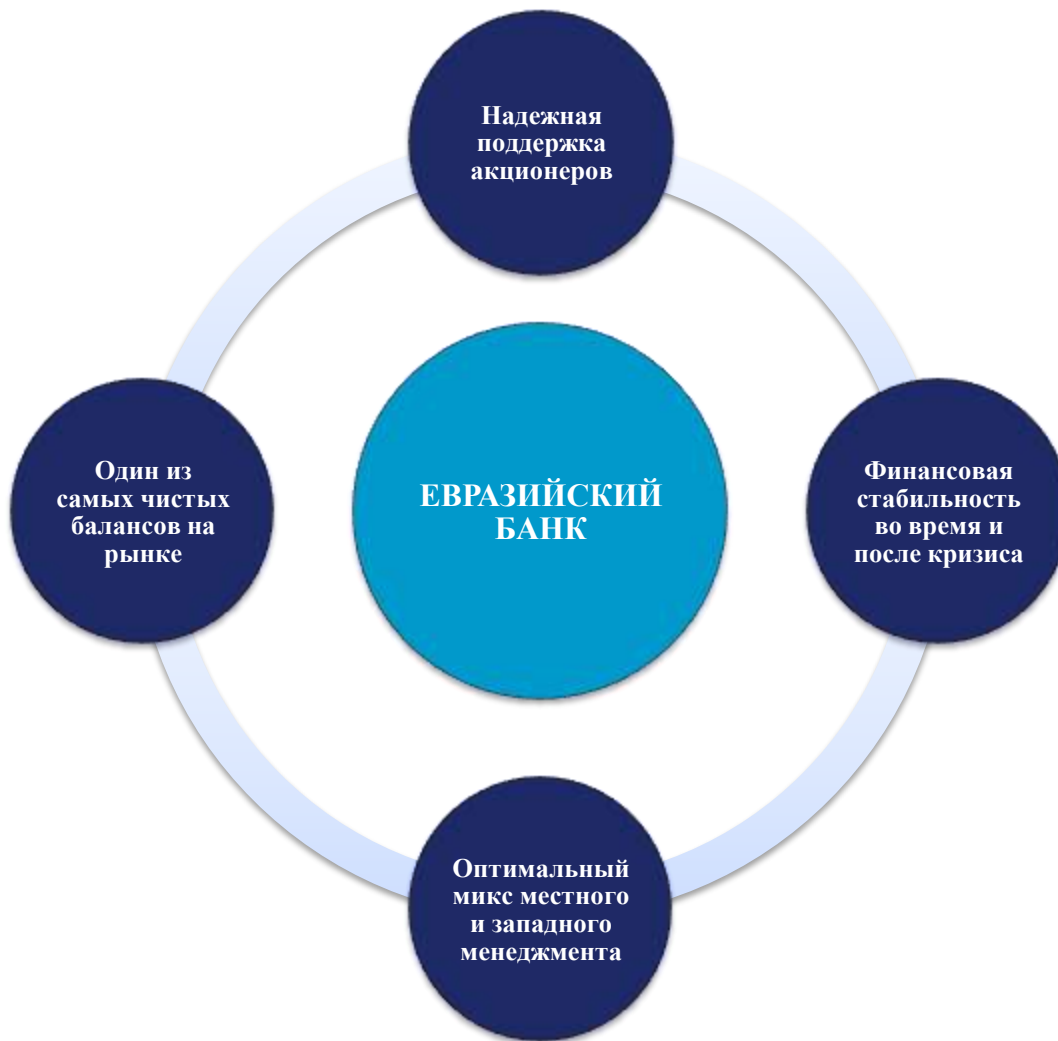 Надежная
поддержка
акционеров
Один из
самых чистых
балансов на
рынке
ЕВРАЗИЙСКИЙ
БАНК
Финансовая
стабильность
во время и
после кризиса
Оптимальный
микс местного
и западного
менеджмента